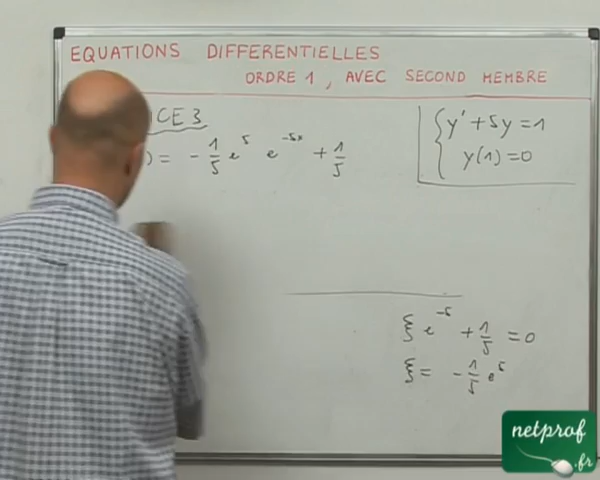 EQUATIONS DIFFERENTIELLES
ORDRE 1, AVEC SECOND MEMBRE
ICE 3
) = - 1/5 e^5 e^-5x + 1/5
y' + 5y = 1
y(1) = 0
ξ e^-5 + 1/5 = 0
ξ = - 1/5 e^5
netprof
.fr